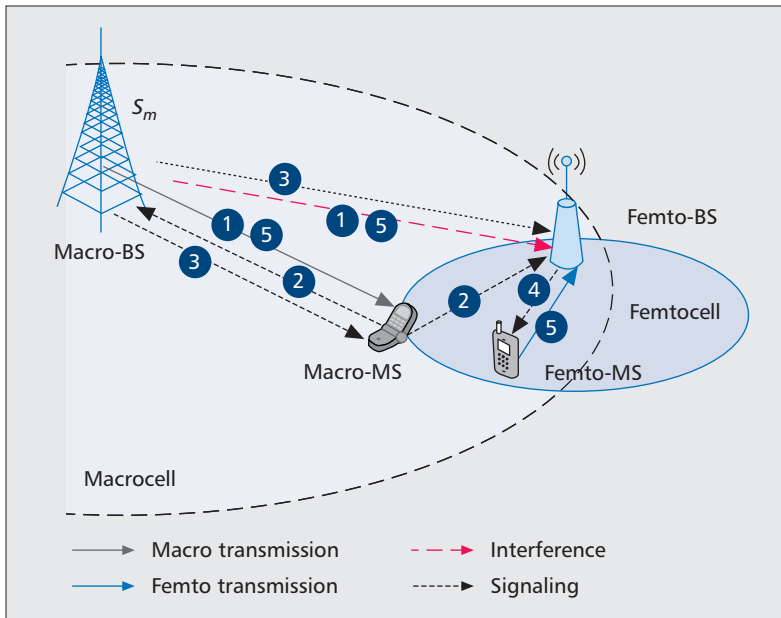 S_m
3
Femto-BS
1 5
1 5
Macro-BS
2
3
2
4
Femtocell
5
Macro-MS
Femto-MS
Macrocell
Macro transmission
Interference
Femto transmission
Signaling